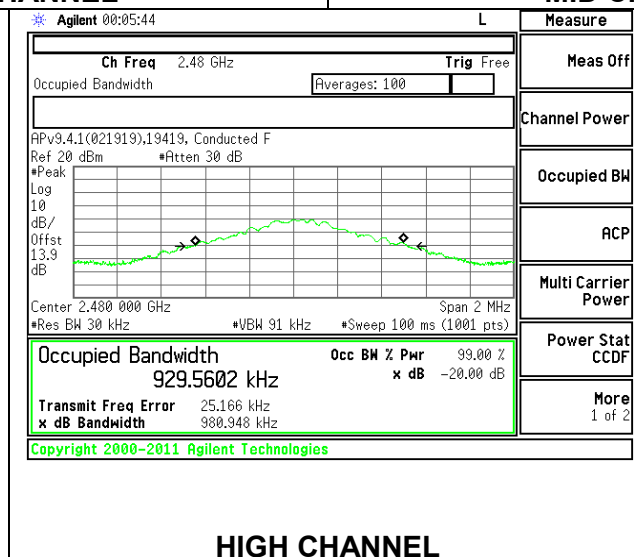 Agilent 00:05:44 L Measure
Ch Freq 2.48 GHz Trig Free
Occupied Bandwidth Averages: 100
Meas Off
Channel Power
APv9.4.1(021919),19419, Conducted F
Ref 20 dBm #Atten 30 dB
#Peak
Log
10
dB/
Offst
13.9
dB
Occupied BW
ACP
Multi Carrier
Power
Center 2.480 000 GHz Span 2 MHz
#Res BW 30 kHz #VBW 91 kHz #Sweep 100 ms (1001 pts)
Power Stat
CCDF
Occupied Bandwidth Occ BW % Pwr 99.00 %
929.5602 kHz x dB -20.00 dB
Transmit Freq Error 25.166 kHz
x dB Bandwidth 980.948 kHz
More
1 of 2
Copyright 2000-2011 Agilent Technologies
HIGH CHANNEL